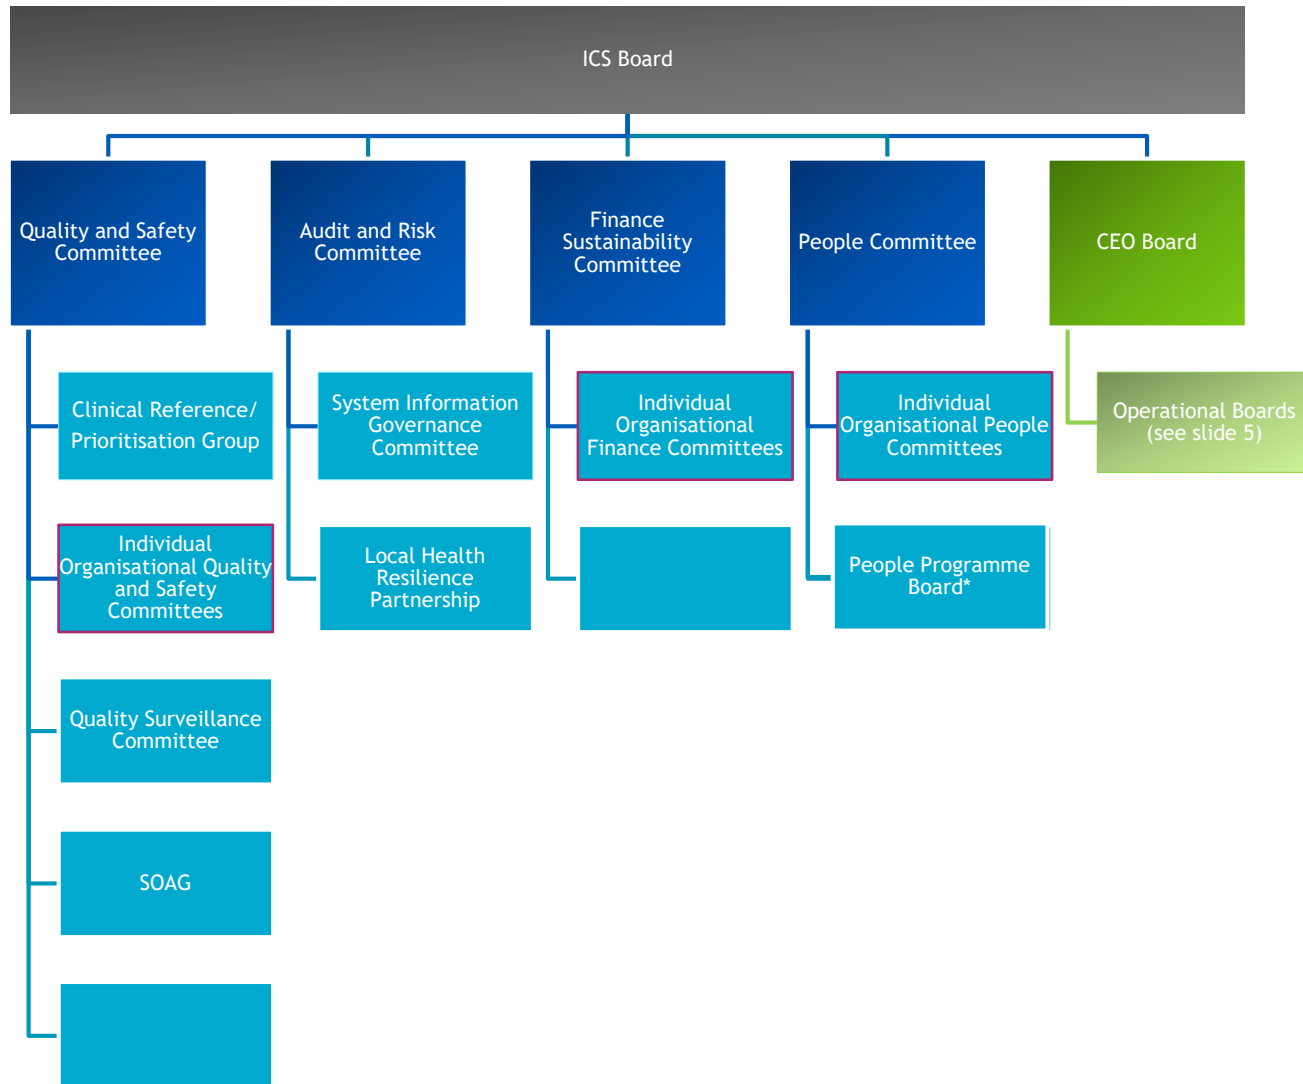 ICS Board
Quality and Safety
Committee
Audit and Risk
Committee
Finance
Sustainability
Committee
People Committee
CEO Board
Clinical Reference/
Prioritisation Group
System Information
Governance
Committee
Individual
Organisational
Finance Committees
Individual
Organisational People
Committees
Operational Boards
(see slide 5)
Individual
Organisational Quality
and Safety
Committees
Local Health
Resilience
Partnership
People Programme
Board*
Quality Surveillance
Committee
SOAG